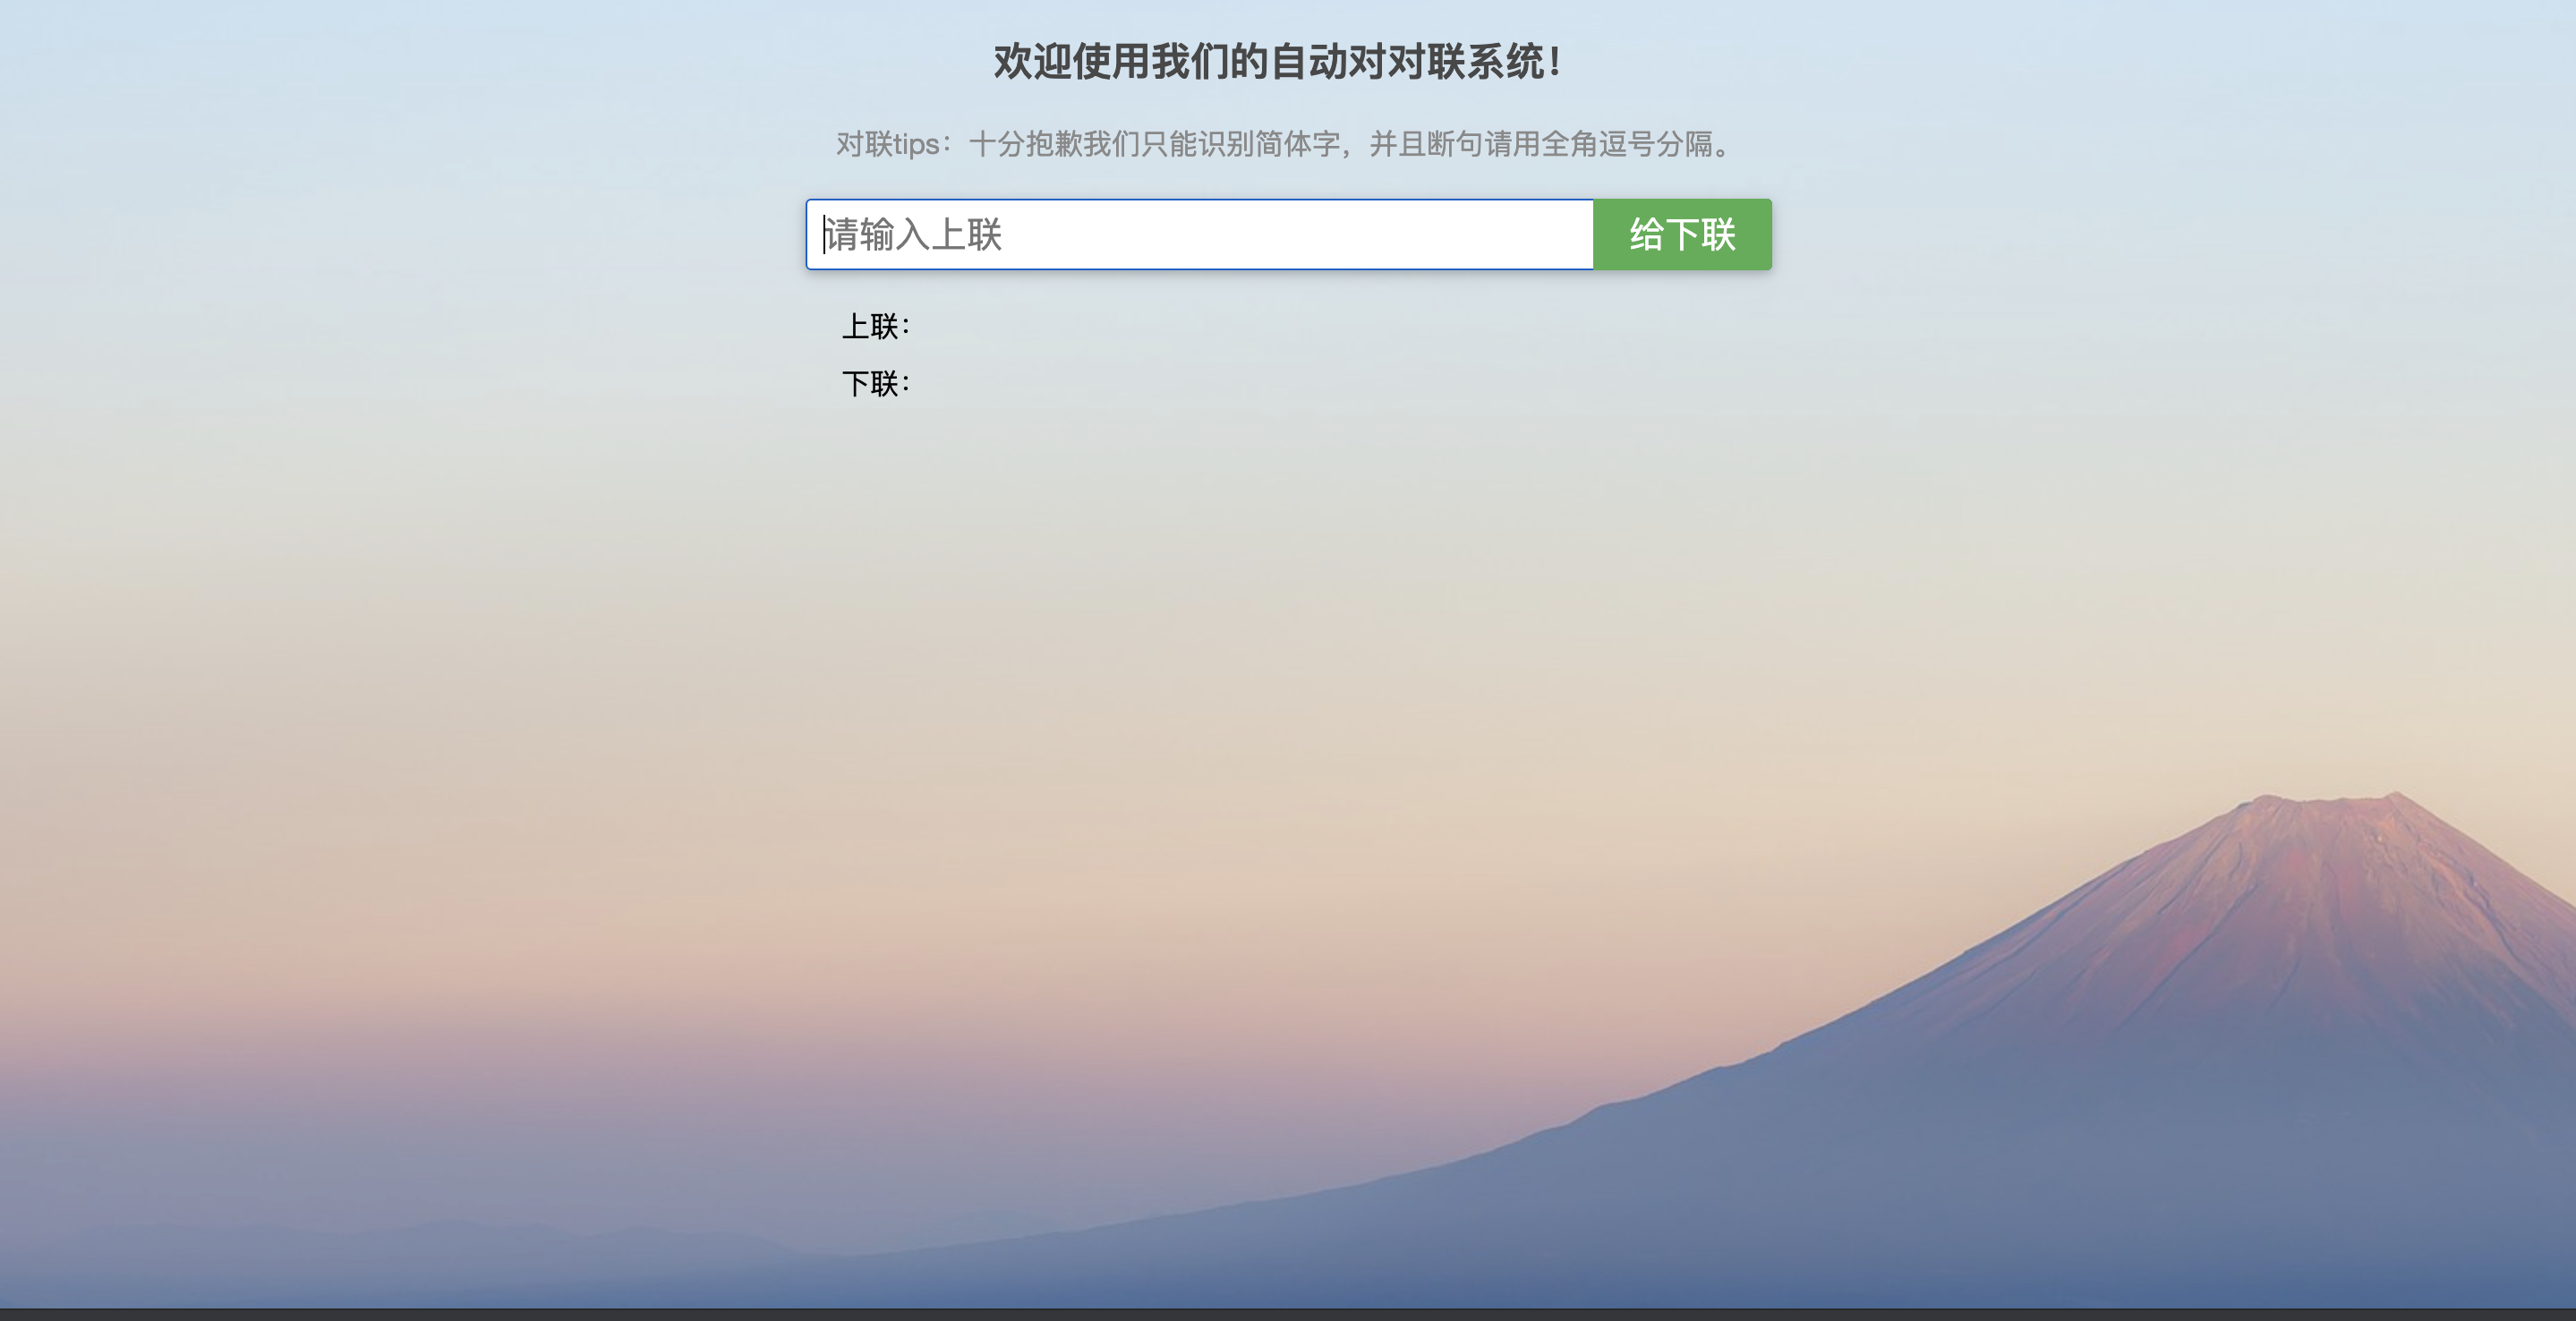 欢迎使用我们的自动对对联系统！
对联tips：十分抱歉我们只能识别简体字，并且断句请用全角逗号分隔。
请输入上联 给下联
上联：
下联：